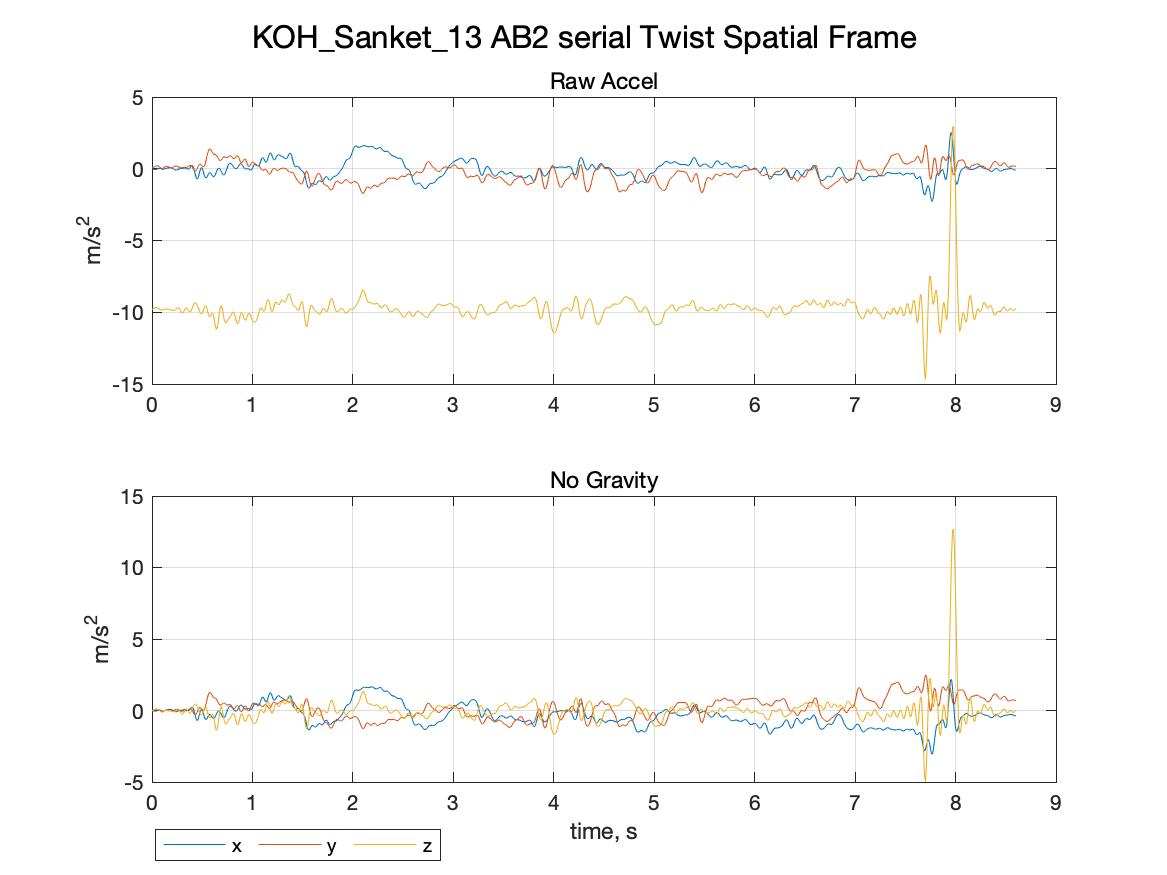 KOH_Sanket_13 AB2 serial Twist Spatial Frame
Raw Accel
5
0
-5
-10
-15
m/s2
0 1 2 3 4 5 6 7 8 9
No Gravity
15
10
5
0
-5
m/s2
0 1 2 3 4 5 6 7 8 9
time, s
x y z